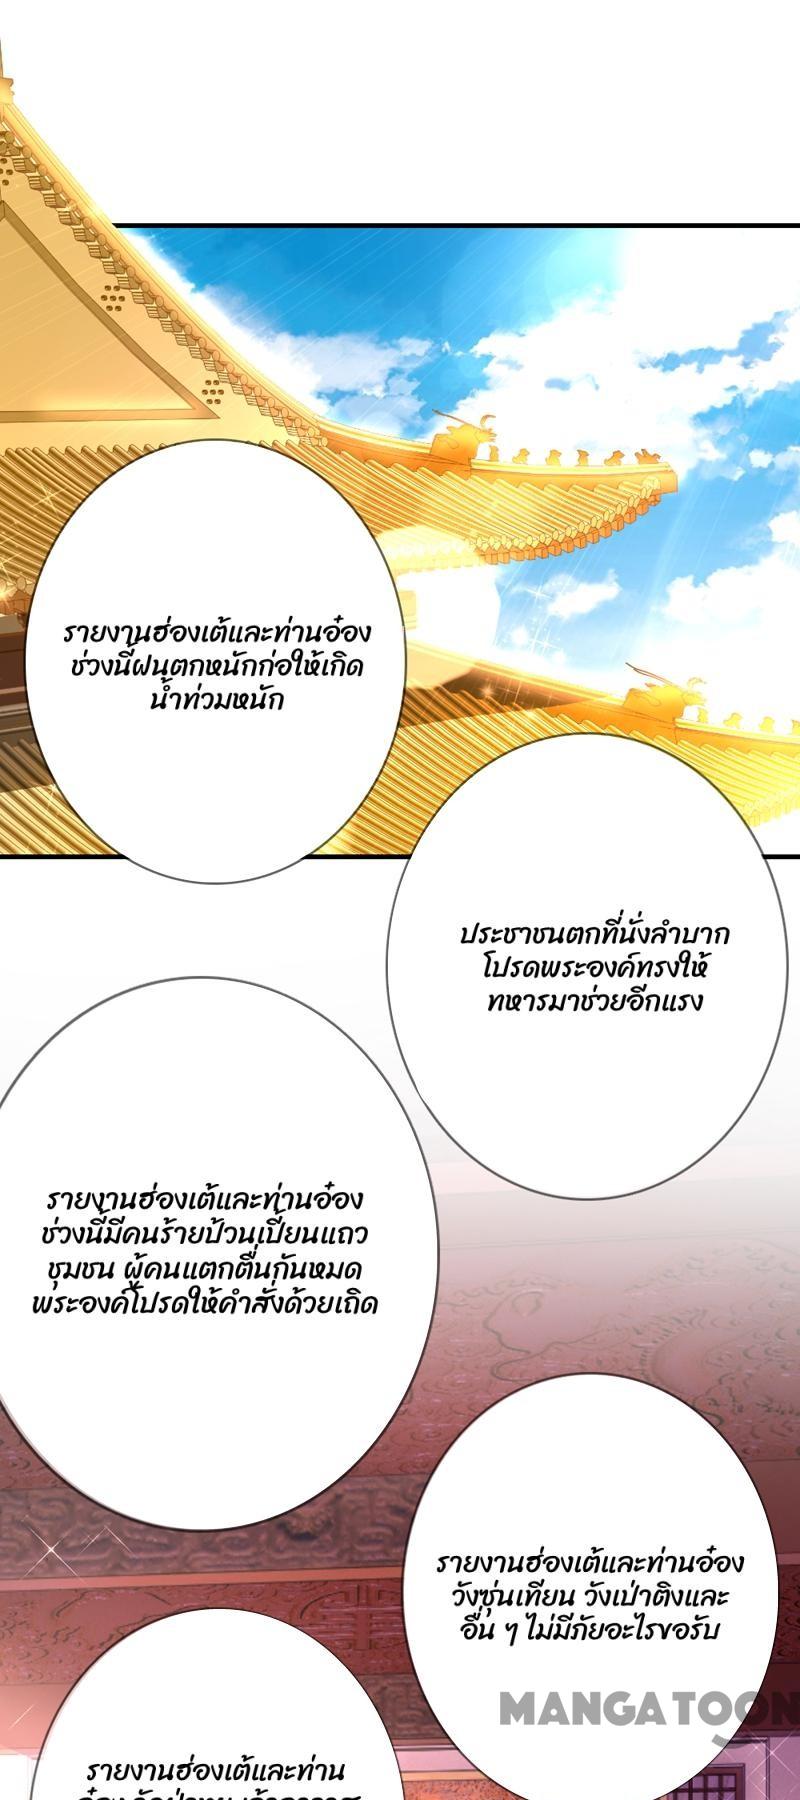 รายงานฮ่องเต้และท่านอ๋อง
ช่วงนี้ฝนตกหนักก่อให้เกิด
น้ำท่วมหนัก
ประชาชนตกที่นั่งลำบาก
โปรดพระองค์ทรงให้
ทหารมาช่วยอีกแรง
รายงานฮ่องเต้และท่านอ๋อง
ช่วงนี้มีคนร้ายป้วนเปี้ยนแถว
ชุมชน ผู้คนแตกตื่นกันหมด
พระองค์โปรดให้คำสั่งด้วยเถิด
รายงานฮ่องเต้และท่านอ๋อง
วังซุ่นเทียน วังเป่าติงและ
อื่น ๆ ไม่มีภัยอะไรขอรับ
MANGATOON
รายงานฮ่องเต้และท่าน